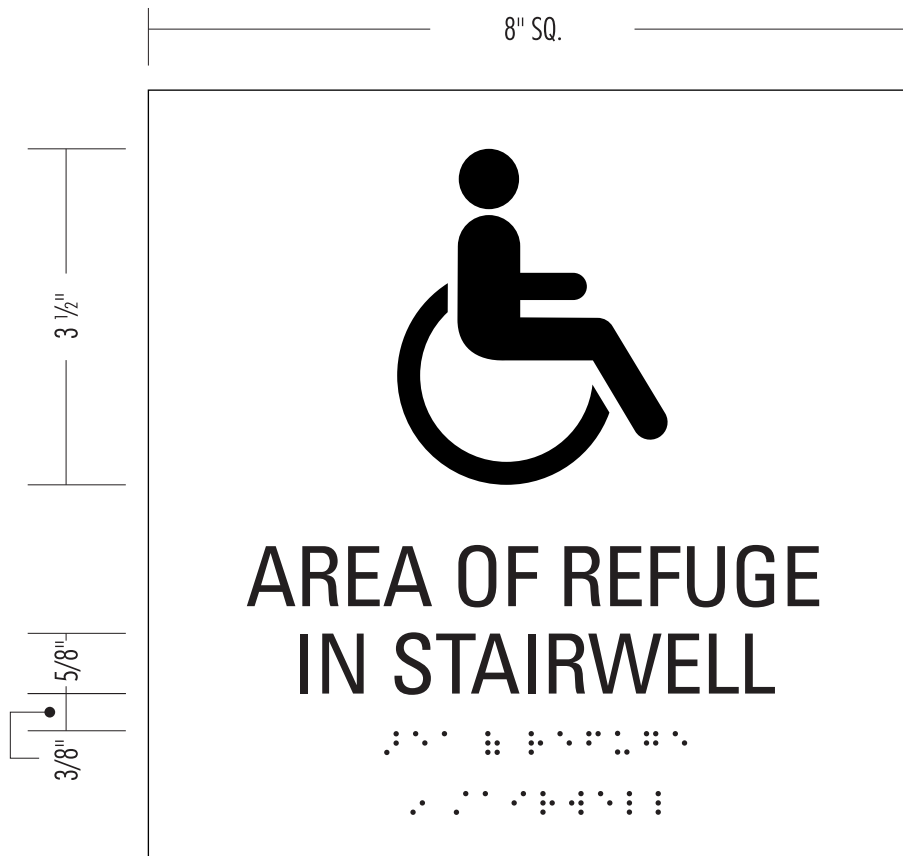 8" SQ.
3 ½"
AREA OF REFUGE
IN STAIRWELL
5/8"
3/8"
⠜⠑⠁ ⠷ ⠗⠑⠋⠥⠛⠑
⠔ ⠌⠁⠊⠗⠺⠑⠇⠇